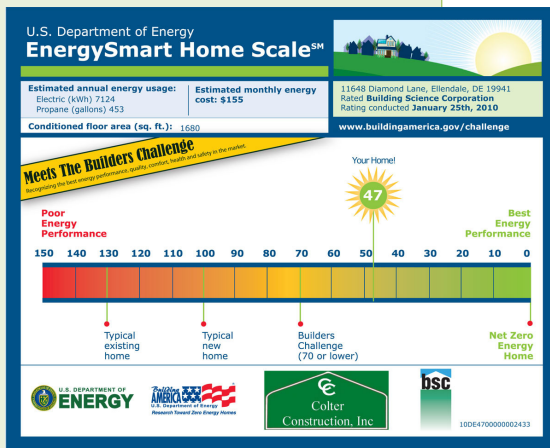 U.S. Department of Energy
EnergySmart Home Scale℠
Estimated annual energy usage:
Electric (kWh) 7124
Propane (gallons) 453
Estimated monthly energy
cost: $155
Conditioned floor area (sq. ft.): 1680
11648 Diamond Lane, Ellendale, DE 19941
Rated Building Science Corporation
Rating conducted January 25th, 2010
www.buildingamerica.gov/challenge
Meets The Builders Challenge
Recognizing the best energy performance, quality, comfort, health and safety in the market.
Your Home!
47
Poor
Energy
Performance
Best
Energy
Performance
150 140 130 120 110 100 90 80 70 60 50 40 30 20 10 0
Typical
existing
home
Typical
new
home
Builders
Challenge
(70 or lower)
Net Zero
Energy
Home
U.S. DEPARTMENT OF
ENERGY
Building
AMERICA
U.S. Department of Energy
Research Toward Zero Energy Homes
CC
Colter
Construction, Inc
bsc
10DE4700000002433